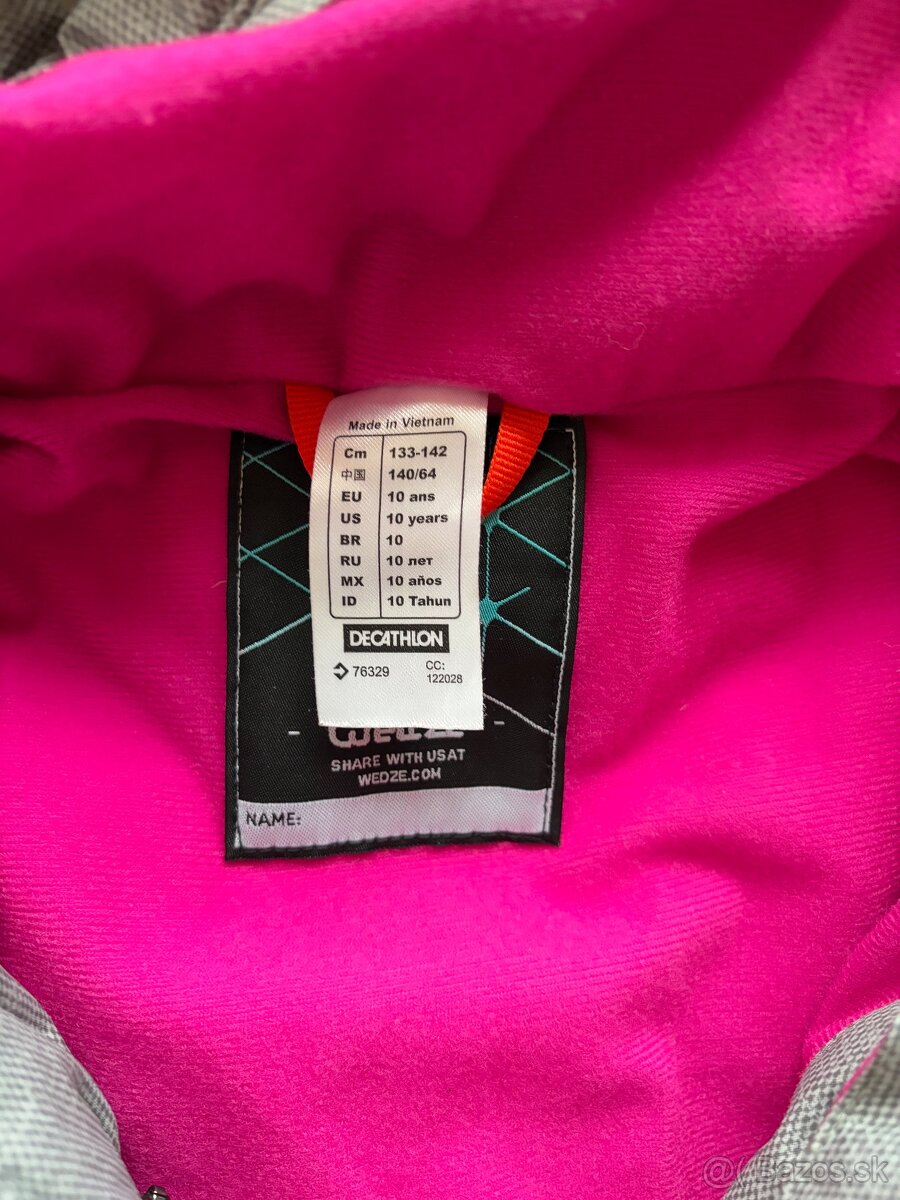 Made in Vietnam
Cm 133-142
中国 140/64
EU 10 ans
US 10 years
BR 10
RU 10 лет
MX 10 años
ID 10 Tahun
DECATHLON
76329 CC: 122028
SHARE WITH USAT
WEDZE.COM
NAME:
Bazos.sk